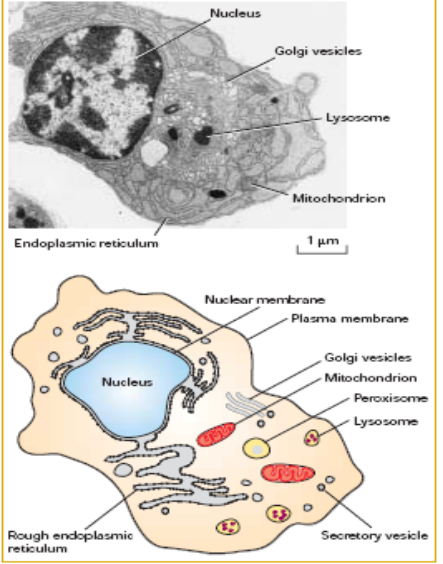 Nucleus
Golgi vesicles
Lysosome
Mitochondrion
Endoplasmic reticulum
1 µm
Nuclear membrane
Plasma membrane
Golgi vesicles
Mitochondrion
Nucleus
Peroxisome
Lysosome
Rough endoplasmic
reticulum
Secretory vesicle